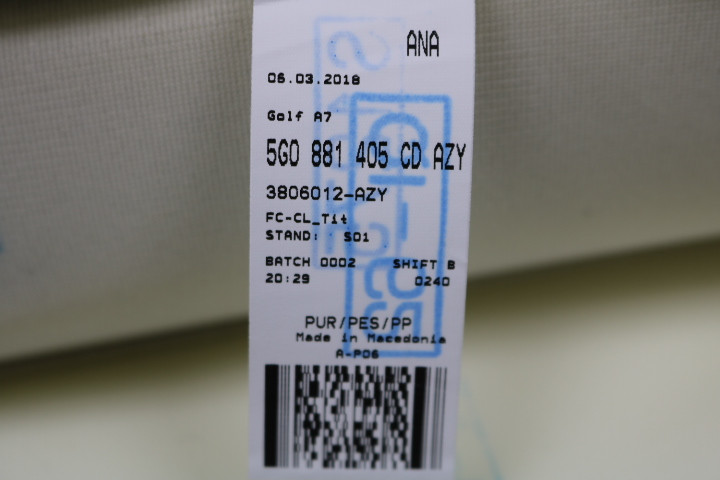 ANA
06.03.2018
Golf A7
5G0 881 405 CD AZY
3806012-AZY
FC-CL_Tit
STAND: S01
BATCH 0002 SHIFT B
20:29 0240
PUR/PES/PP
Made in Macedonia
A-P06